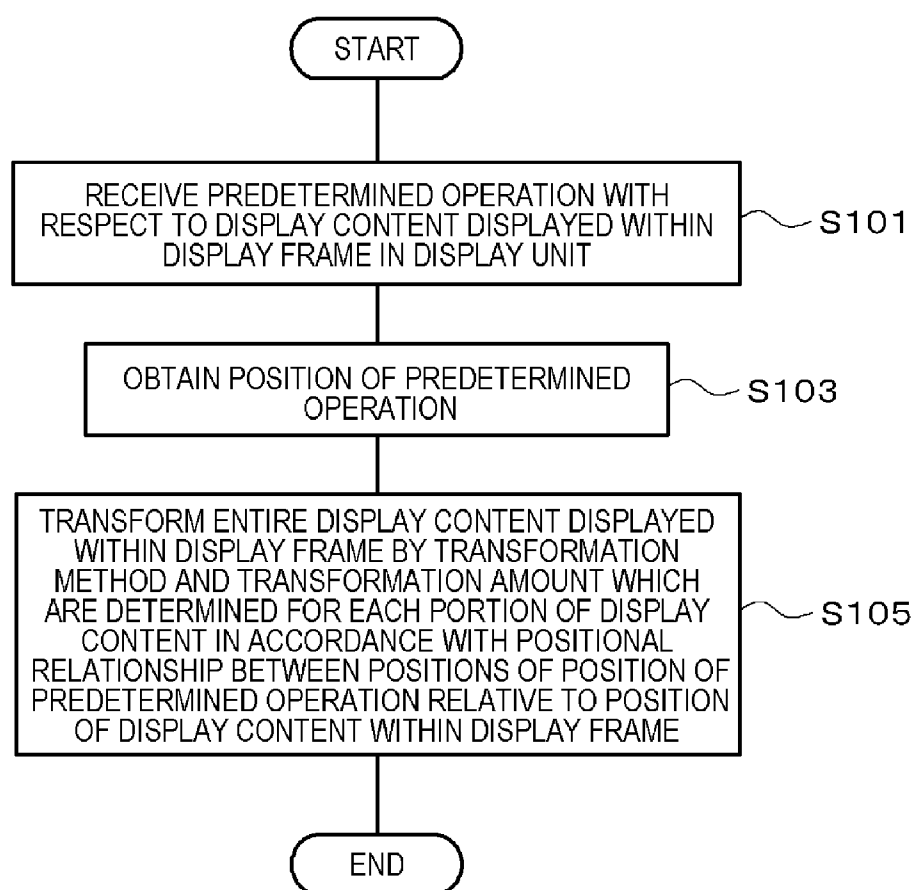 START
RECEIVE PREDETERMINED OPERATION WITH
RESPECT TO DISPLAY CONTENT DISPLAYED WITHIN
DISPLAY FRAME IN DISPLAY UNIT
S101
OBTAIN POSITION OF PREDETERMINED
OPERATION
S103
TRANSFORM ENTIRE DISPLAY CONTENT DISPLAYED
WITHIN DISPLAY FRAME BY TRANSFORMATION
METHOD AND TRANSFORMATION AMOUNT WHICH
ARE DETERMINED FOR EACH PORTION OF DISPLAY
CONTENT IN ACCORDANCE WITH POSITIONAL
RELATIONSHIP BETWEEN POSITIONS OF POSITION OF
PREDETERMINED OPERATION RELATIVE TO POSITION
OF DISPLAY CONTENT WITHIN DISPLAY FRAME
S105
END